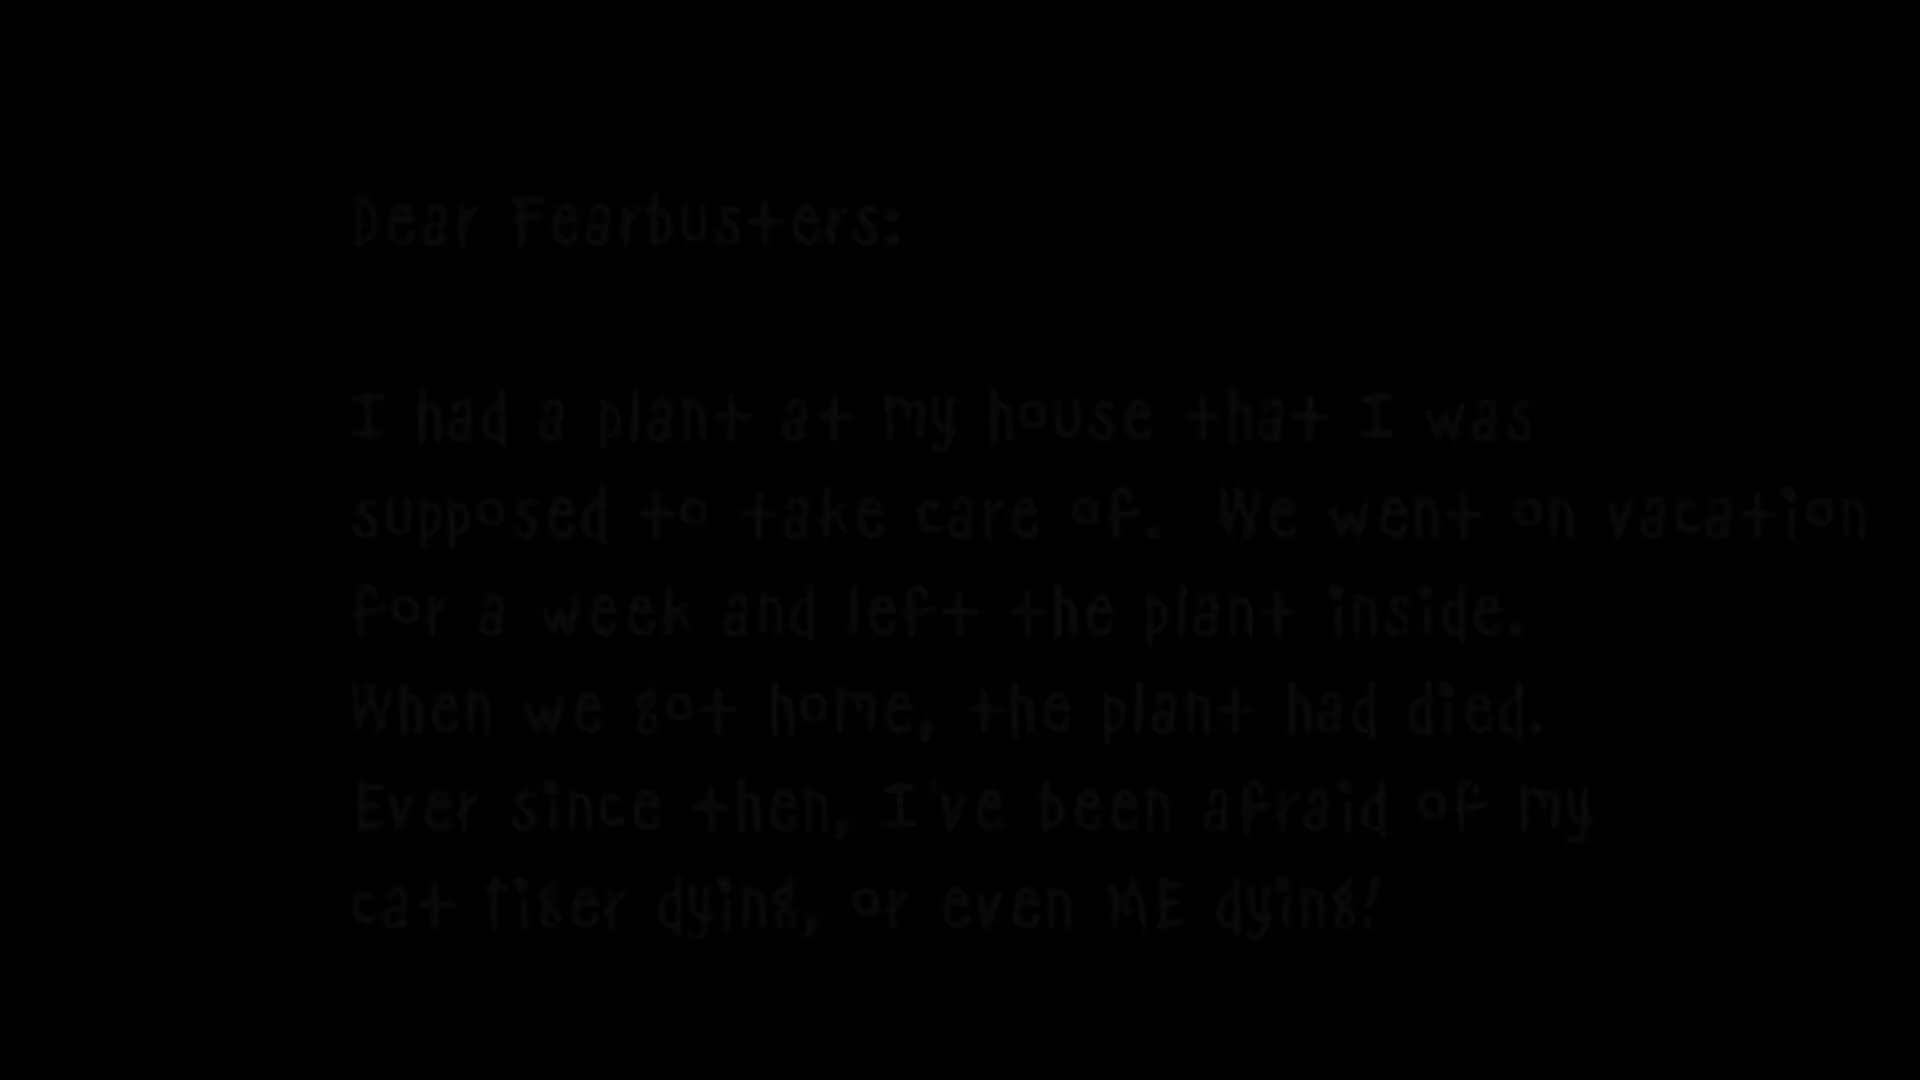 Dear Fearbusters:
I had a plant at my house that I was
supposed to take care of. We went on vacation
for a week and left the plant inside.
When we got home, the plant had died.
Ever since then, I've been afraid of my
cat Tiger dying, or even ME dying!